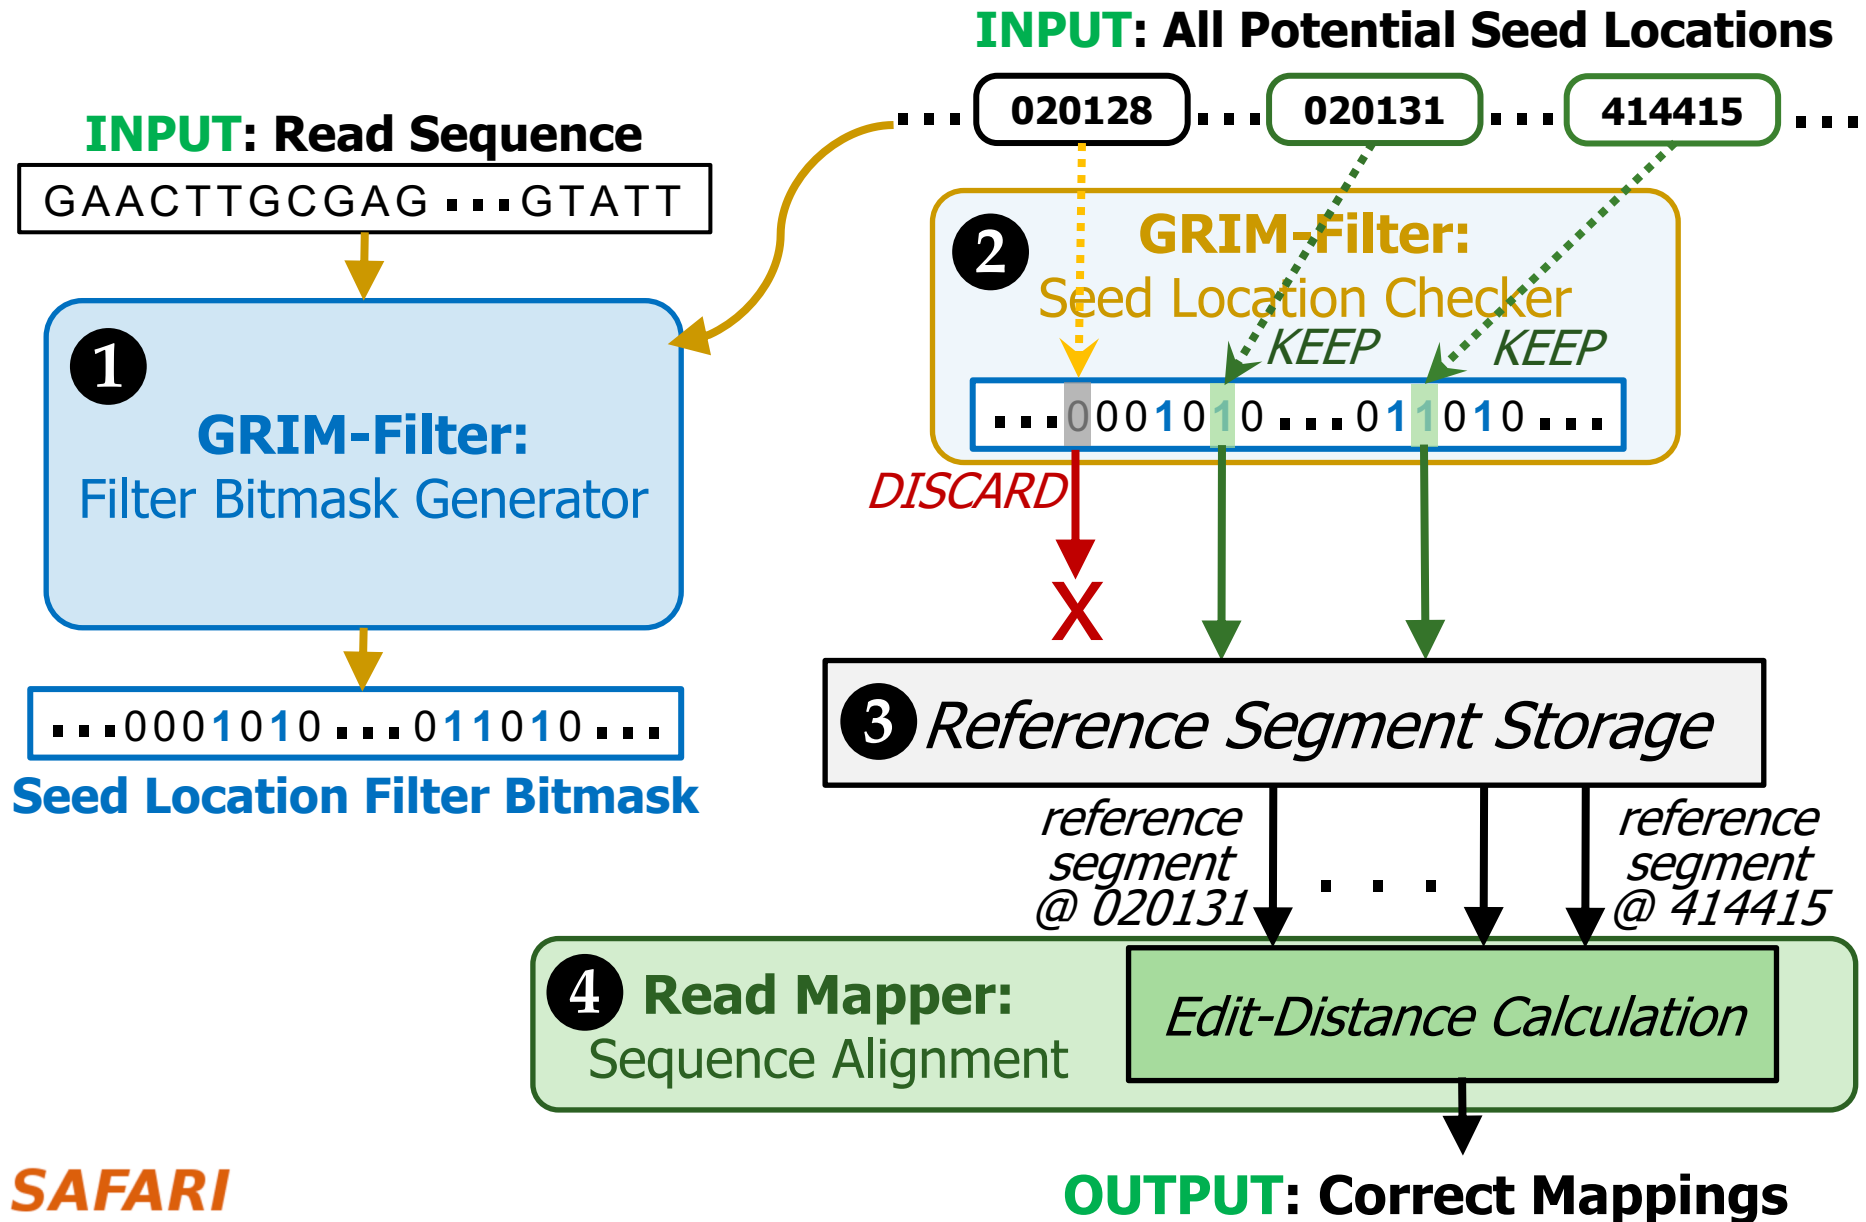 INPUT: All Potential Seed Locations
... 020128 ... 020131 ... 414415 ...
INPUT: Read Sequence
GAACTTGCGAG ...GTATT
1
GRIM-Filter:
Filter Bitmask Generator
...0001010 ... 011010 ...
Seed Location Filter Bitmask
2
GRIM-Filter:
Seed Location Checker
KEEP
KEEP
...0001010 ... 011010 ...
DISCARD
X
3 Reference Segment Storage
reference
segment
@ 020131
. . .
reference
segment
@ 414415
4 Read Mapper:
Sequence Alignment
Edit-Distance Calculation
OUTPUT: Correct Mappings
SAFARI